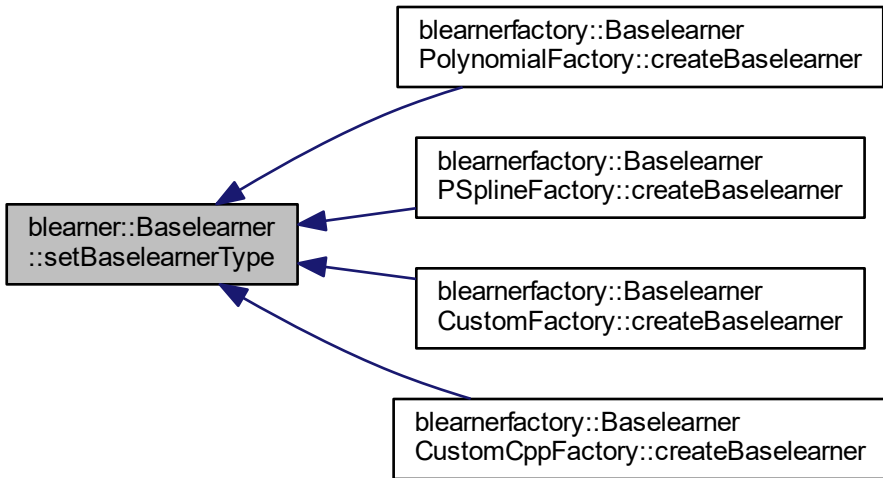 blearnerfactory::Baselearner
PolynomialFactory::createBaselearner
blearnerfactory::Baselearner
PSplineFactory::createBaselearner
blearner::Baselearner
::setBaselearnerType
blearnerfactory::Baselearner
CustomFactory::createBaselearner
blearnerfactory::Baselearner
CustomCppFactory::createBaselearner